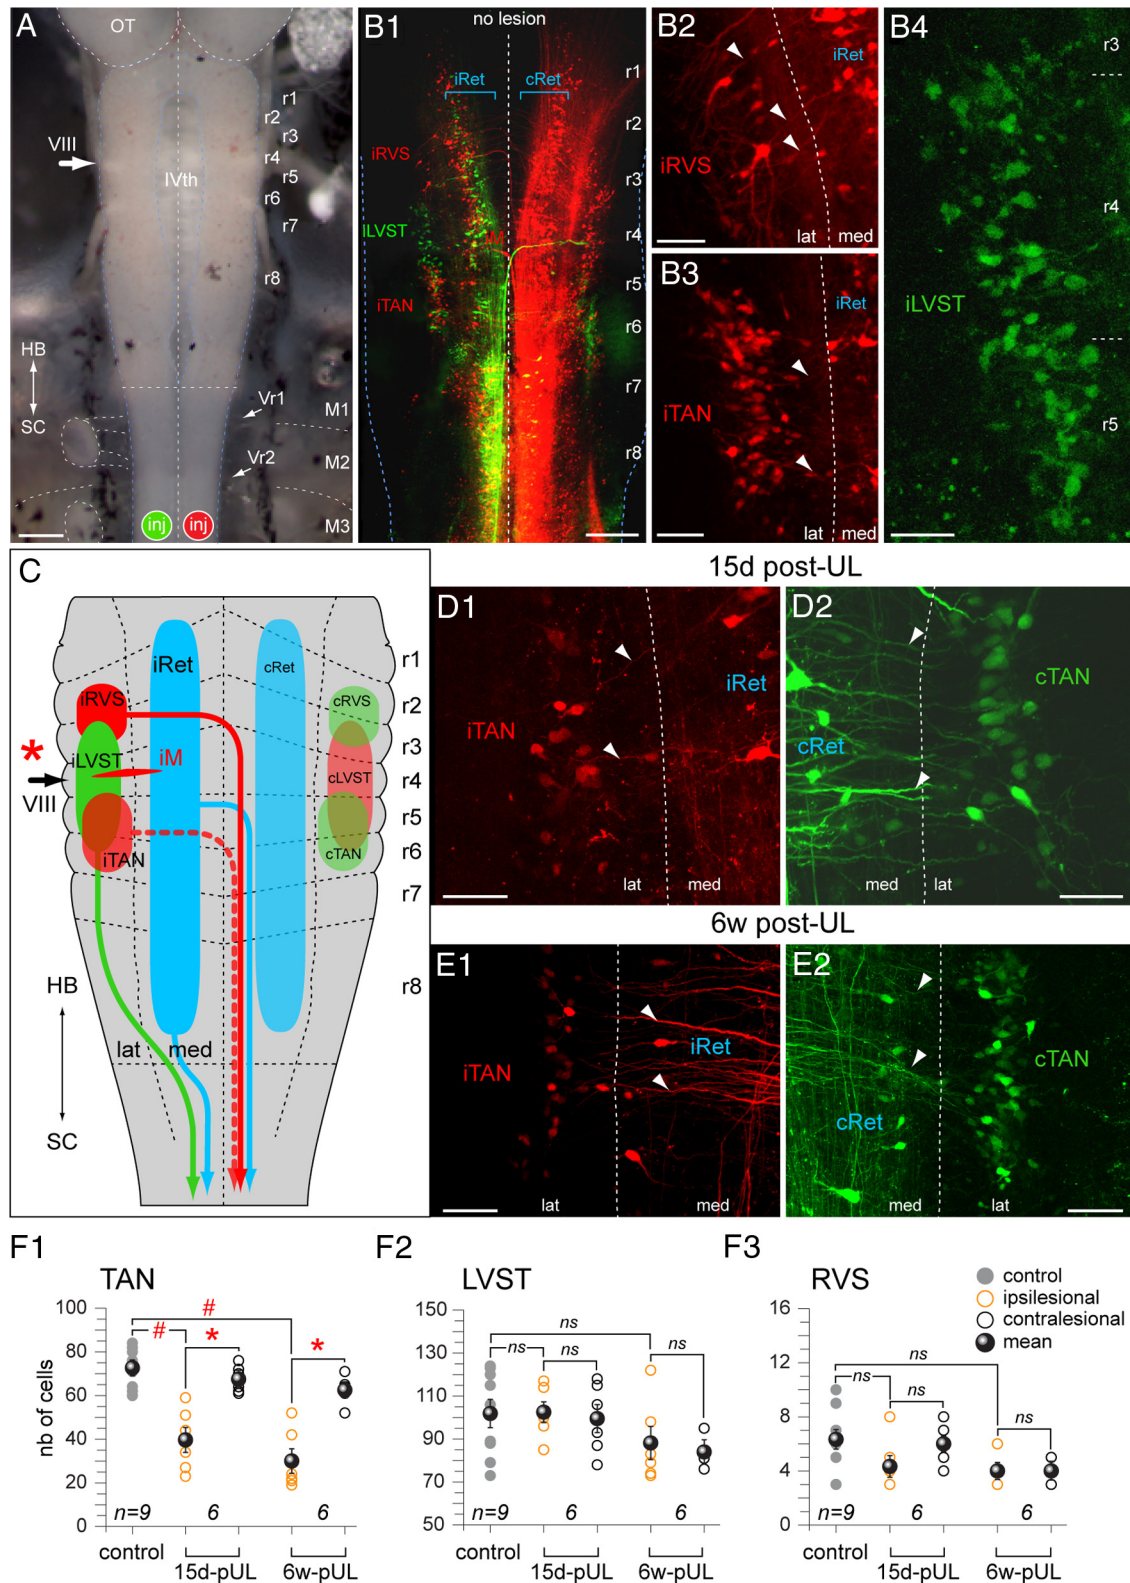 A
OT
VIII
IVth
r1
r2
r3
r4
r5
r6
r7
r8
HB
SC
Vr1
Vr2
M1
M2
M3
inj
inj
B1
no lesion
iRet
cRet
iRVS
iLVST
iTAN
M
r1
r2
r3
r4
r5
r6
r7
r8
B2
iRet
iRVS
lat med
B3
iRet
iTAN
lat med
B4
r3
iLVST
r4
r5
C
iRet
cRet
iRVS
cRVS
iLVST
iM
cLVST
*
VIII
iTAN
cTAN
r1
r2
r3
r4
r5
r6
r7
r8
HB
lat
med
SC
15d post-UL
D1
iRet
iTAN
lat med
D2
cTAN
cRet
med lat
6w post-UL
E1
iTAN
iRet
lat med
E2
cTAN
cRet
med lat
F1
TAN
nb of cells
100
80
60
40
20
0
#
#
*
*
n=9 6 6
control
15d-pUL 6w-pUL
F2
LVST
150
130
110
90
70
50
ns
ns
ns
ns
n=9 6 6
control
15d-pUL 6w-pUL
F3
RVS
16
12
8
4
0
ns
ns
ns
ns
n=9 6 6
control
15d-pUL 6w-pUL
control
ipsilesional
contralesional
mean